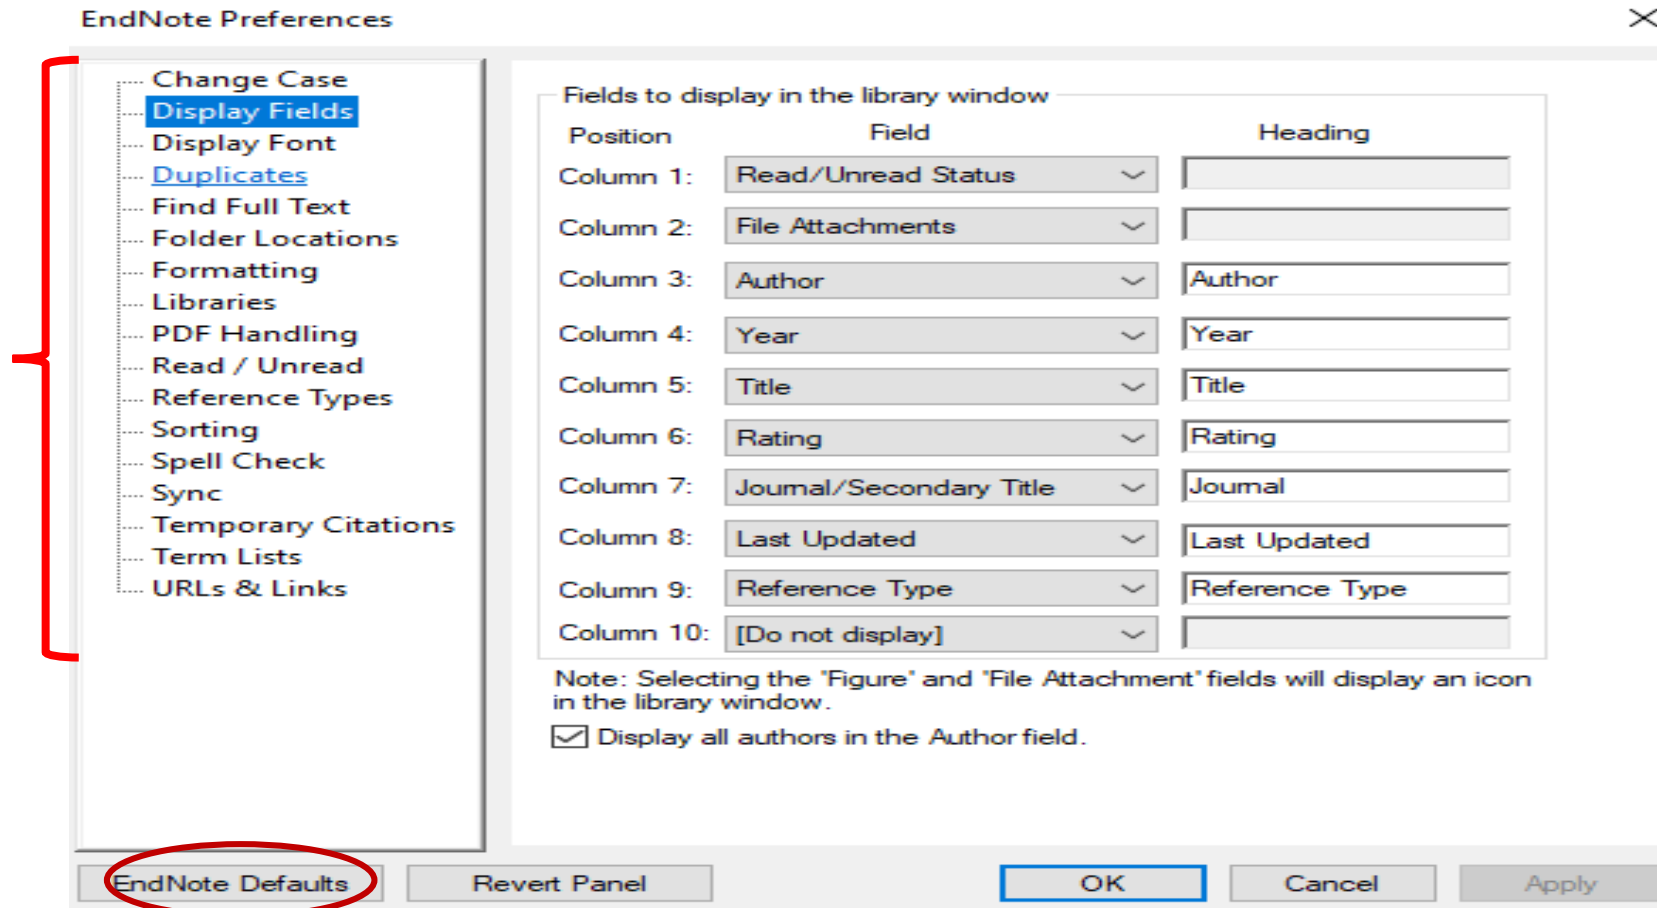 EndNote Preferences
Change Case
Display Fields
Display Font
Duplicates
Find Full Text
Folder Locations
Formatting
Libraries
PDF Handling
Read / Unread
Reference Types
Sorting
Spell Check
Sync
Temporary Citations
Term Lists
URLs & Links
Fields to display in the library window
Position Field Heading
Column 1: Read/Unread Status
Column 2: File Attachments
Column 3: Author Author
Column 4: Year Year
Column 5: Title Title
Column 6: Rating Rating
Column 7: Journal/Secondary Title Journal
Column 8: Last Updated Last Updated
Column 9: Reference Type Reference Type
Column 10: [Do not display]
Note: Selecting the "Figure" and "File Attachment" fields will display an icon
in the library window.
Display all authors in the Author field.
EndNote Defaults Revert Panel OK Cancel Apply